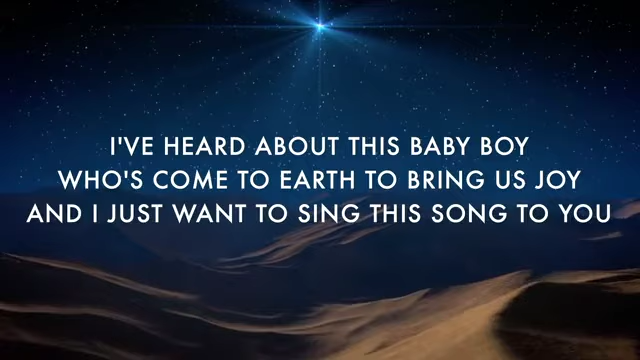 I'VE HEARD ABOUT THIS BABY BOY
WHO'S COME TO EARTH TO BRING US JOY
AND I JUST WANT TO SING THIS SONG TO YOU